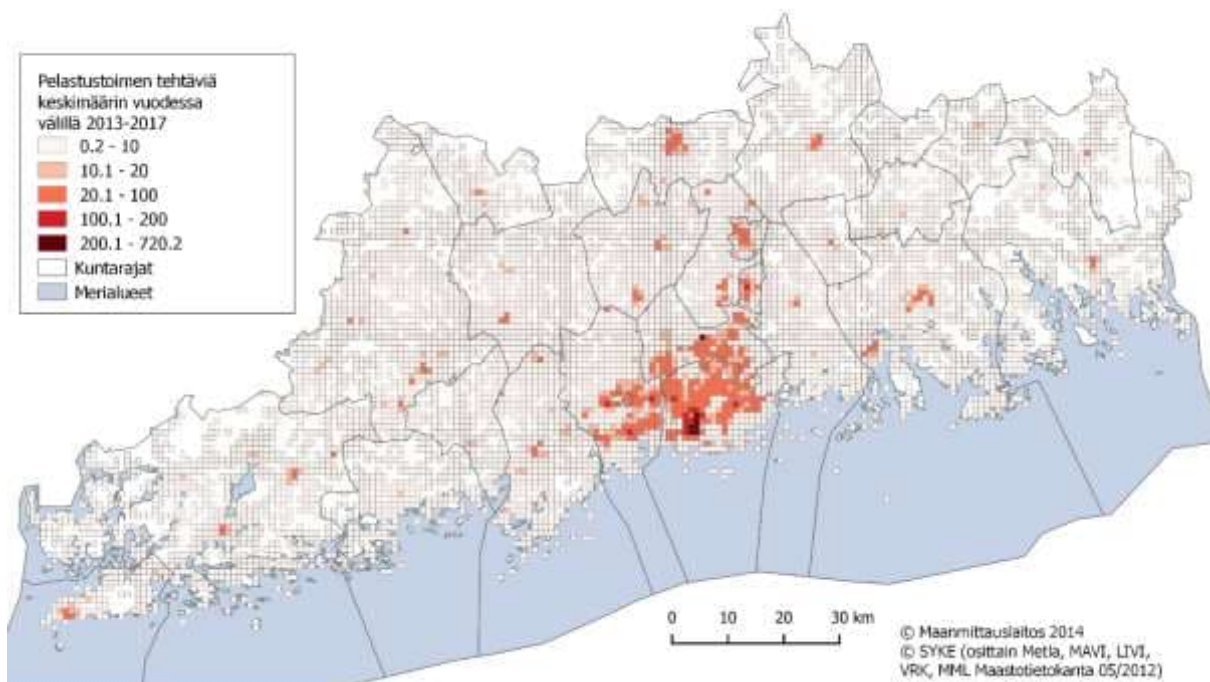 Pelastustoimen tehtäviä
keskimäärin vuodessa
välillä 2013-2017
0.2 - 10
10.1 - 20
20.1 - 100
100.1 - 200
200.1 - 720.2
Kuntarajat
Merialueet
0 10 20 30 km
© Maanmittauslaitos 2014
© SYKE (osittain Metla, MAVI, LIVI,
VRK, MML Maastotietokanta 05/2012)